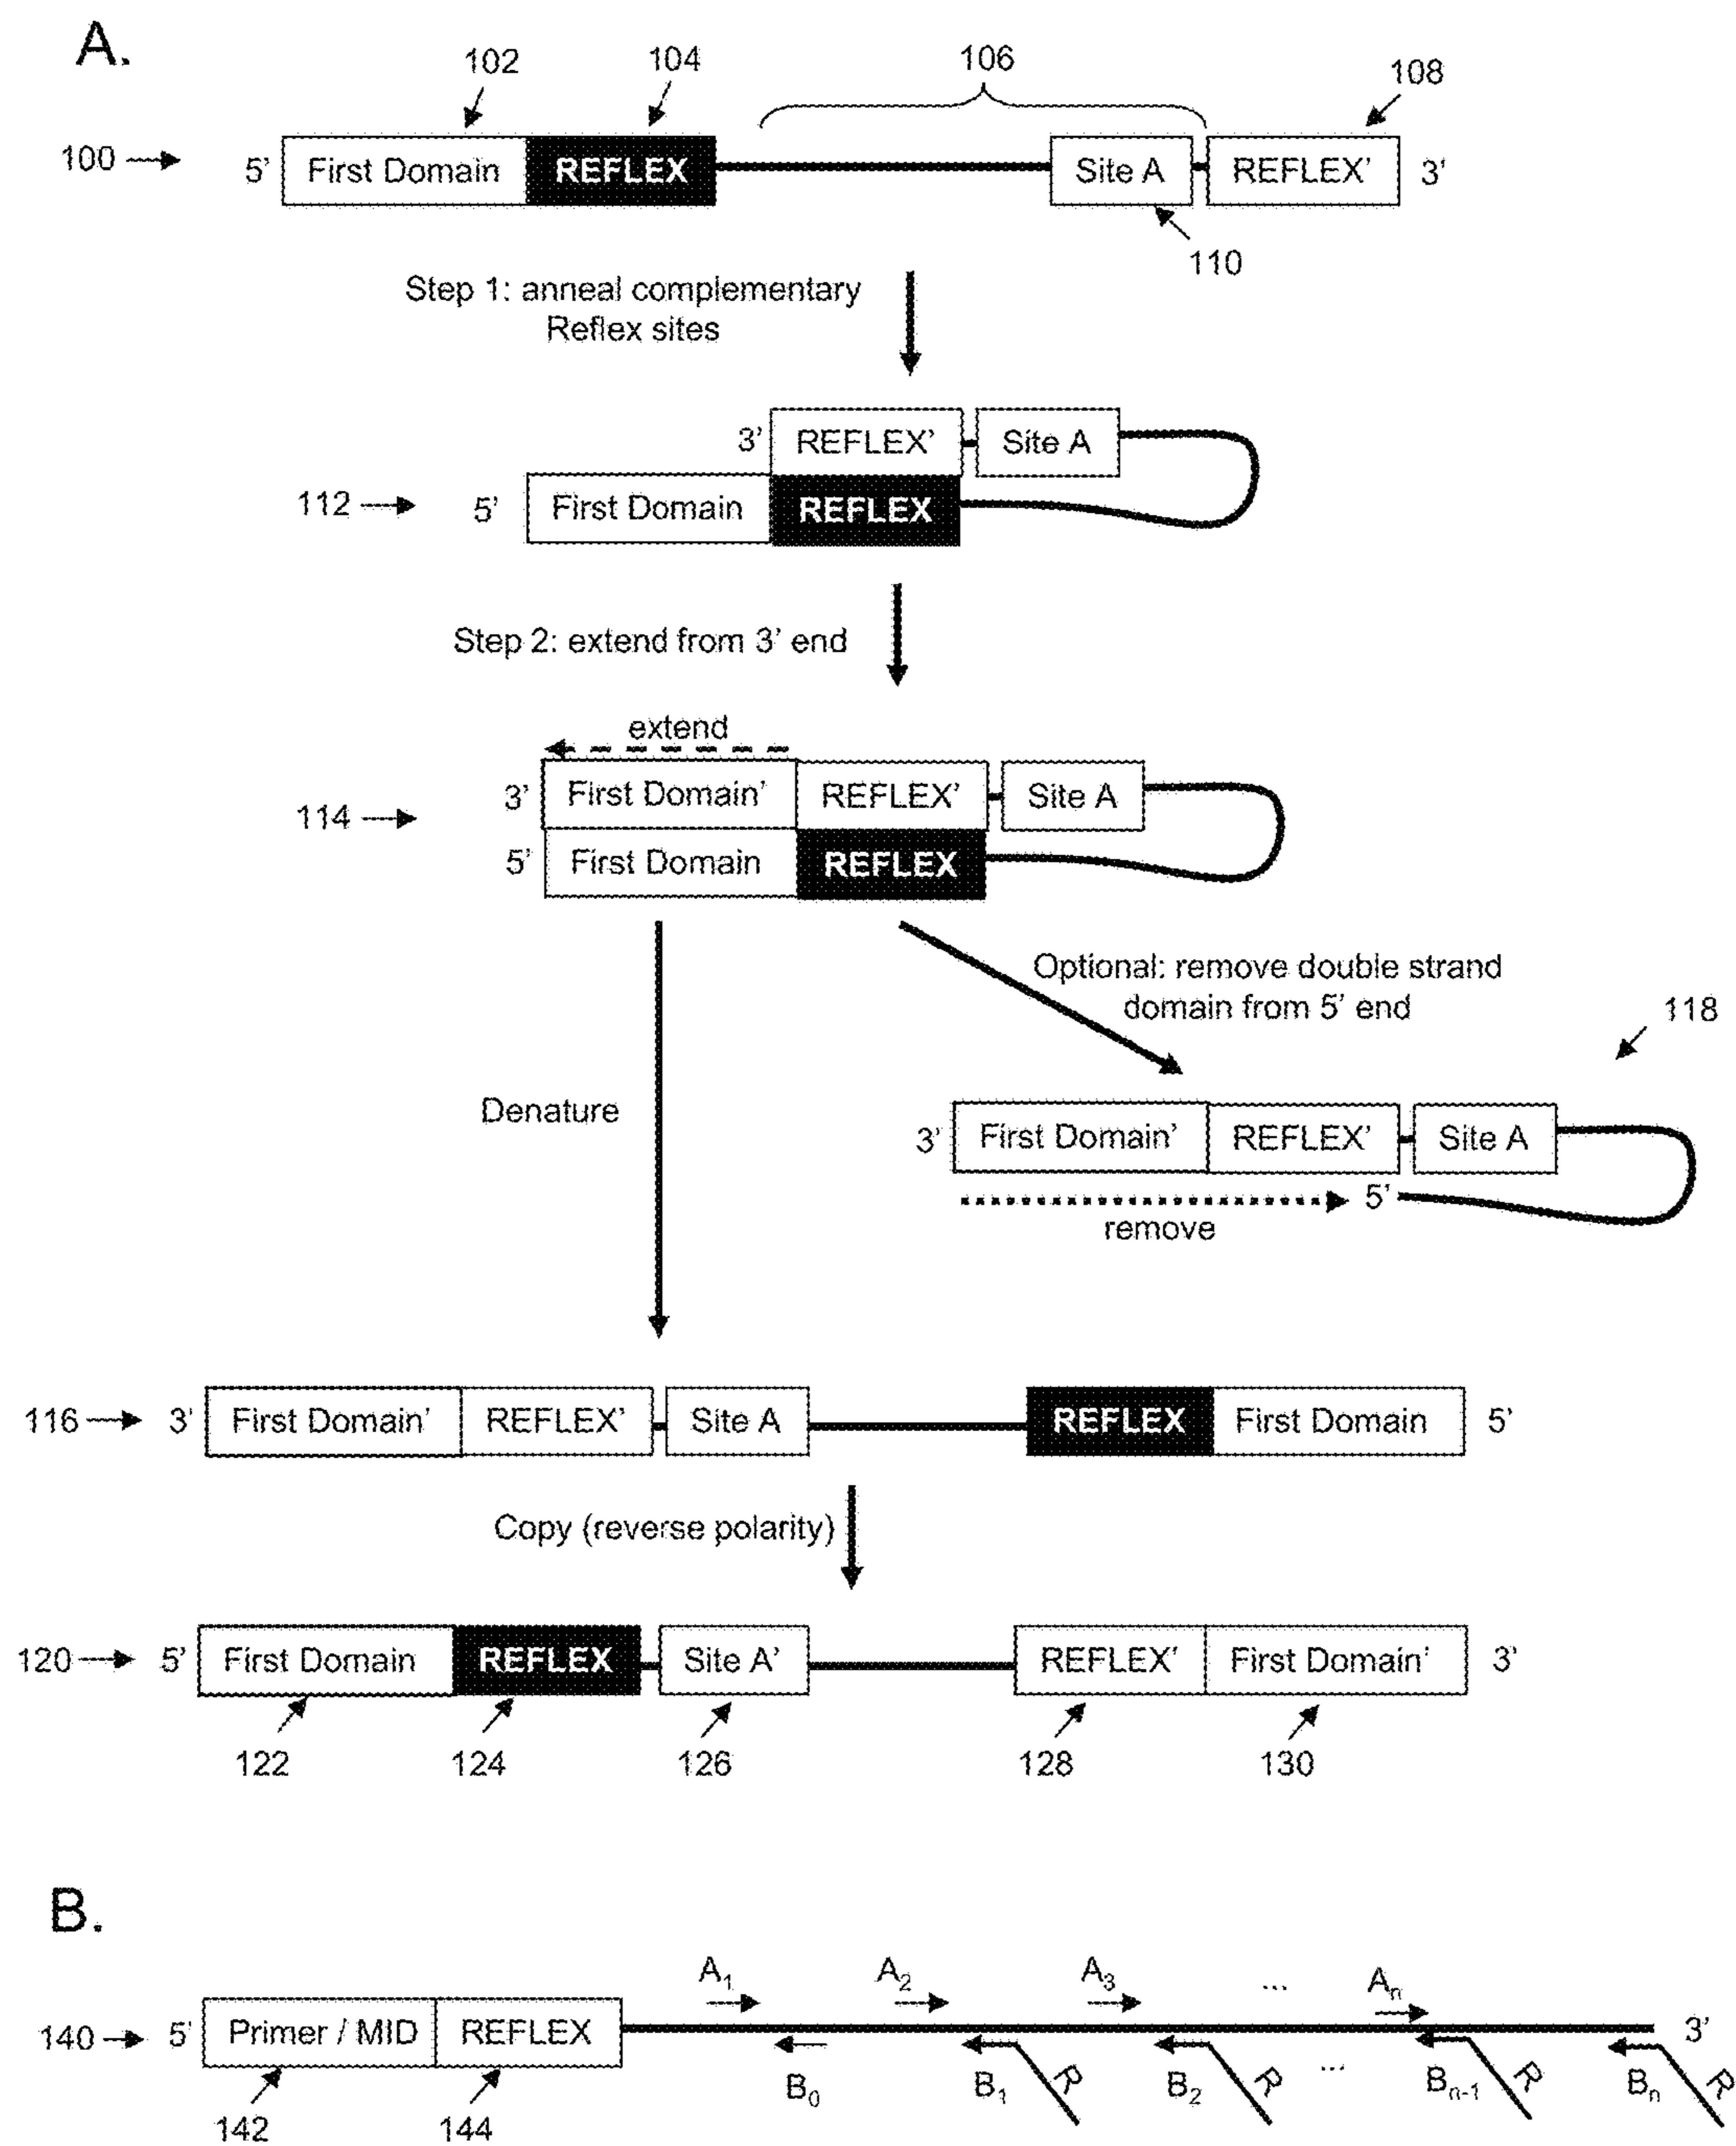 A.
102
104
106
108
100
5’ First Domain REFLEX Site A REFLEX’ 3’
110
Step 1: anneal complementary
Reflex sites
3’ REFLEX’ Site A
112
5’ First Domain REFLEX
Step 2: extend from 3’ end
extend
3’ First Domain’ REFLEX’ Site A
114
5’ First Domain REFLEX
Optional: remove double strand
domain from 5’ end
118
Denature
3’ First Domain’ REFLEX’ Site A
5’
remove
116
3’ First Domain’ REFLEX’ Site A REFLEX First Domain 5’
Copy (reverse polarity)
120
5’ First Domain REFLEX Site A’ REFLEX’ First Domain’ 3’
122
124
126
128
130
B.
A1 A2 A3 ... An
140
5’ Primer / MID REFLEX 3’
B0 B1 R B2 R ... Bn-1 R Bn R
142
144